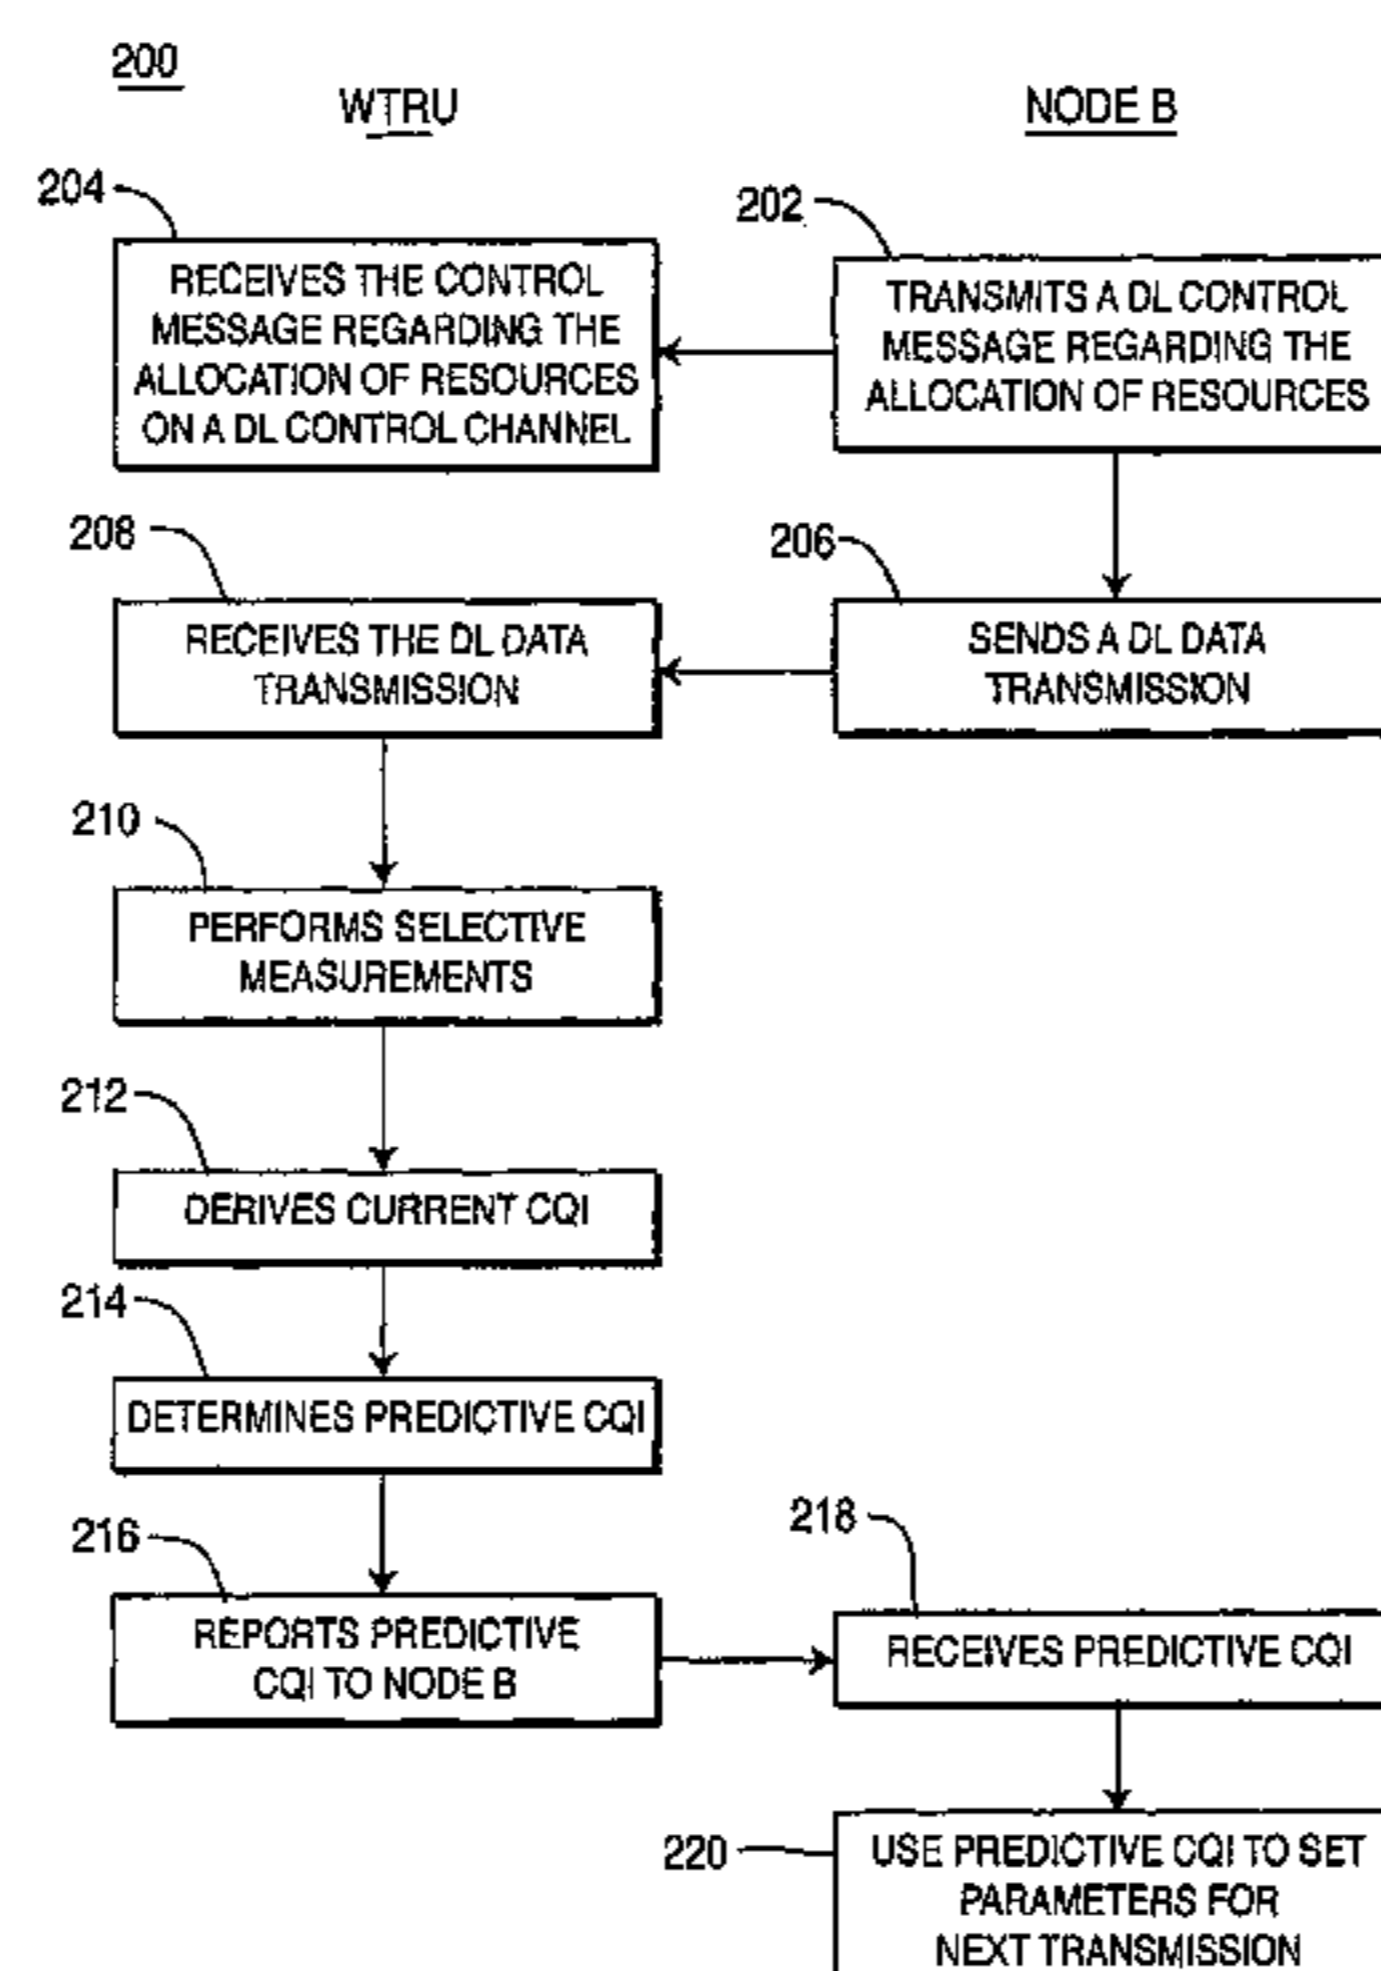 200
WTRU
NODE B
204
202
RECEIVES THE CONTROL
MESSAGE REGARDING THE
ALLOCATION OF RESOURCES
ON A DL CONTROL CHANNEL
TRANSMITS A DL CONTROL
MESSAGE REGARDING THE
ALLOCATION OF RESOURCES
208
206
RECEIVES THE DL DATA
TRANSMISSION
SENDS A DL DATA
TRANSMISSION
210
PERFORMS SELECTIVE
MEASUREMENTS
212
DERIVES CURRENT CQI
214
DETERMINES PREDICTIVE CQI
216
218
REPORTS PREDICTIVE
CQI TO NODE B
RECEIVES PREDICTIVE CQI
220
USE PREDICTIVE CQI TO SET
PARAMETERS FOR
NEXT TRANSMISSION